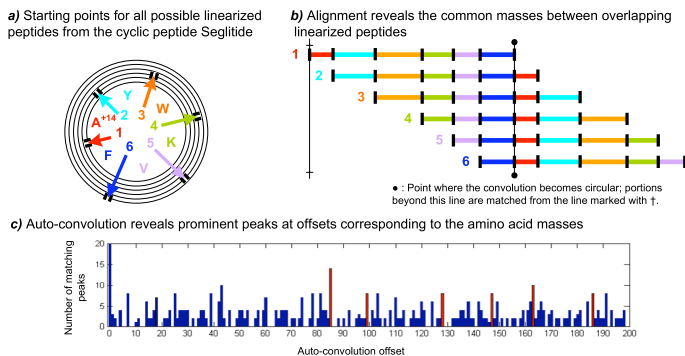 a) Starting points for all possible linearized
peptides from the cyclic peptide Seglitide
Y
W
A+14
2
3
4
1
K
6
5
F
V
b) Alignment reveals the common masses between overlapping
linearized peptides
1
2
3
4
5
6
● : Point where the convolution becomes circular; portions
beyond this line are matched from the line marked with †.
c) Auto-convolution reveals prominent peaks at offsets corresponding to the amino acid masses
Number of matching
peaks
20
15
10
5
0
0 10 20 30 40 50 60 70 80 90 100 110 120 130 140 150 160 170 180 190 200
Auto-convolution offset